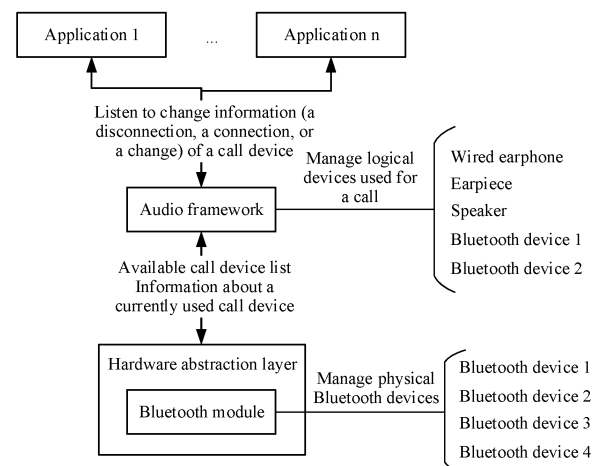 Application 1
...
Application n
Listen to change information (a
disconnection, a connection, or
a change) of a call device
Audio framework
Manage logical
devices used for
a call
Wired earphone
Earpiece
Speaker
Bluetooth device 1
Bluetooth device 2
Available call device list
Information about a
currently used call device
Hardware abstraction layer
Bluetooth module
Manage physical
Bluetooth devices
Bluetooth device 1
Bluetooth device 2
Bluetooth device 3
Bluetooth device 4